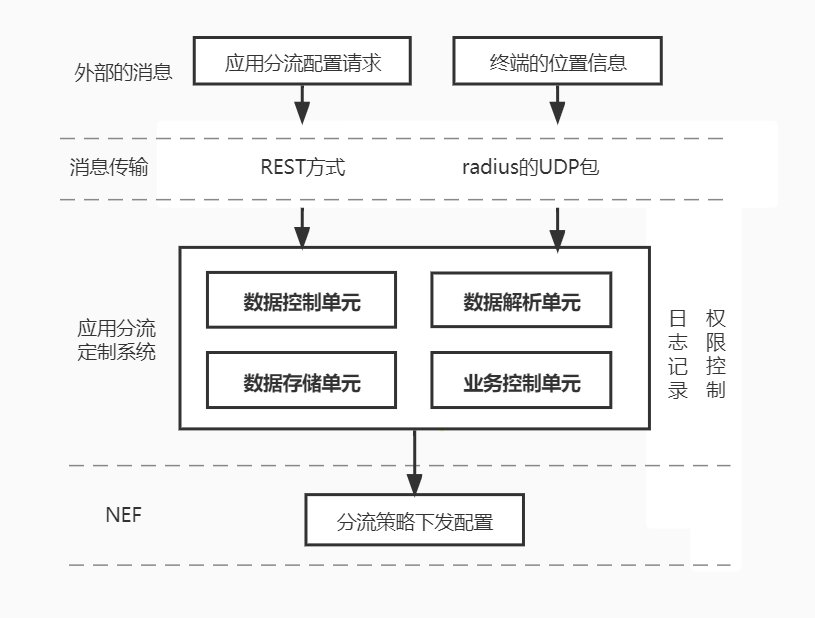 外部的消息
应用分流配置请求
终端的位置信息
消息传输
REST方式
radius的UDP包
应用分流
定制系统
数据控制单元
数据解析单元
数据存储单元
业务控制单元
日志记录
权限控制
NEF
分流策略下发配置